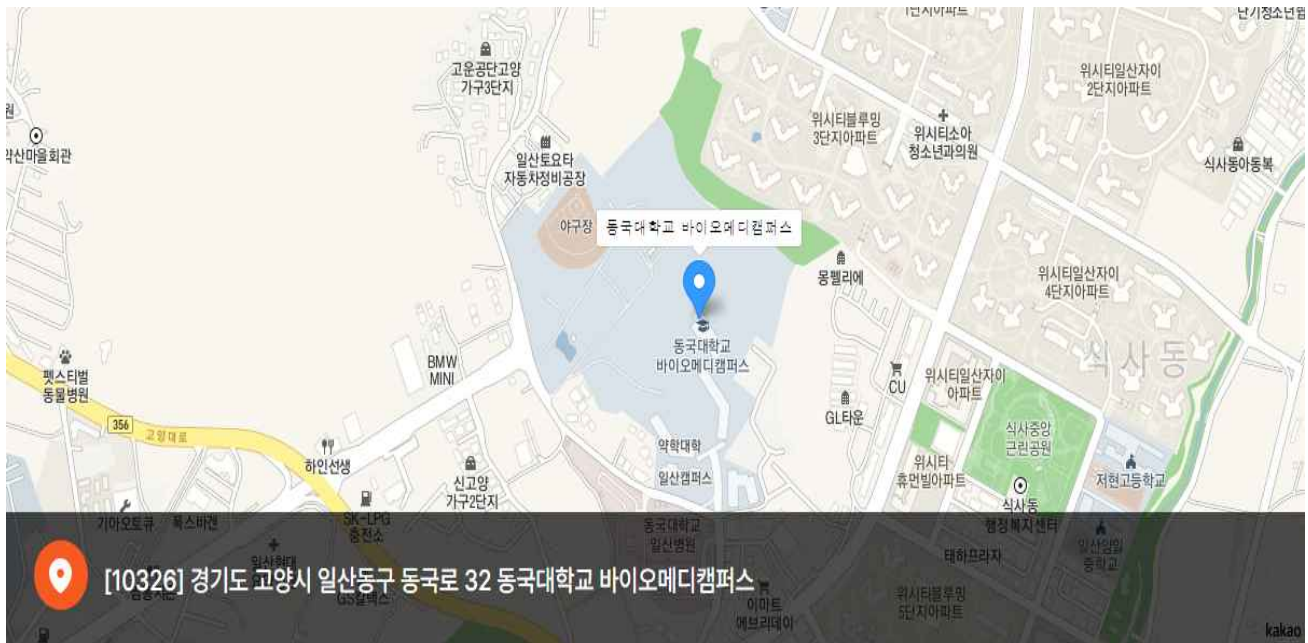 1단지아파트
고운공단고양
가구3단지
위시티일산자이
2단지아파트
위시티블루밍
3단지아파트
위시티소아
청소년과의원
일산토요타
자동차정비공장
식사동아동복
야구장
동국대학교 바이오메디캠퍼스
몽펠리에
위시티일산자이
4단지아파트
동국대학교
바이오메디캠퍼스
식사동
BMW
MINI
펫스티벌
동물병원
CU
위시티일산자이
아파트
GL타운
356
고양대로
식사중앙
근린공원
하인선생
약학대학
신고양
가구2단지
일산캠퍼스
위시티
휴먼빌아파트
저현고등학교
기아오토큐
폭스바겐
SK-LPG
충전소
동국대학교
일산병원
식사동
행정복지센터
태하프라자
일산양일
중학교
[10326] 경기도 고양시 일산동구 동국로 32 동국대학교 바이오메디캠퍼스
GS칼텍스
이마트
에브리데이
위시티블루밍
5단지아파트
kakao